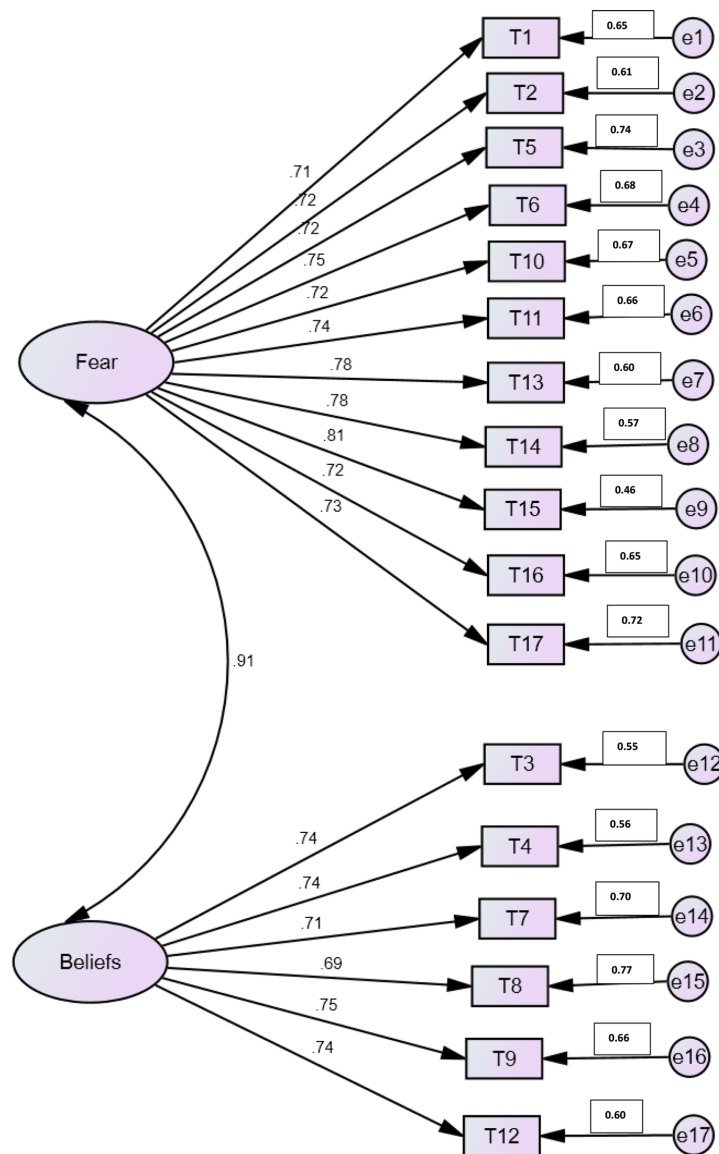 T1
0.65
e1
T2
0.61
e2
T5
0.74
e3
T6
0.68
e4
T10
0.67
e5
T11
0.66
e6
T13
0.60
e7
T14
0.57
e8
T15
0.46
e9
T16
0.65
e10
T17
0.72
e11
.71
.72
.72
.75
.72
.74
.78
.78
.81
.72
.73
Fear
.91
T3
0.55
e12
T4
0.56
e13
T7
0.70
e14
T8
0.77
e15
T9
0.66
e16
T12
0.60
e17
.74
.74
.71
.69
.75
.74
Beliefs